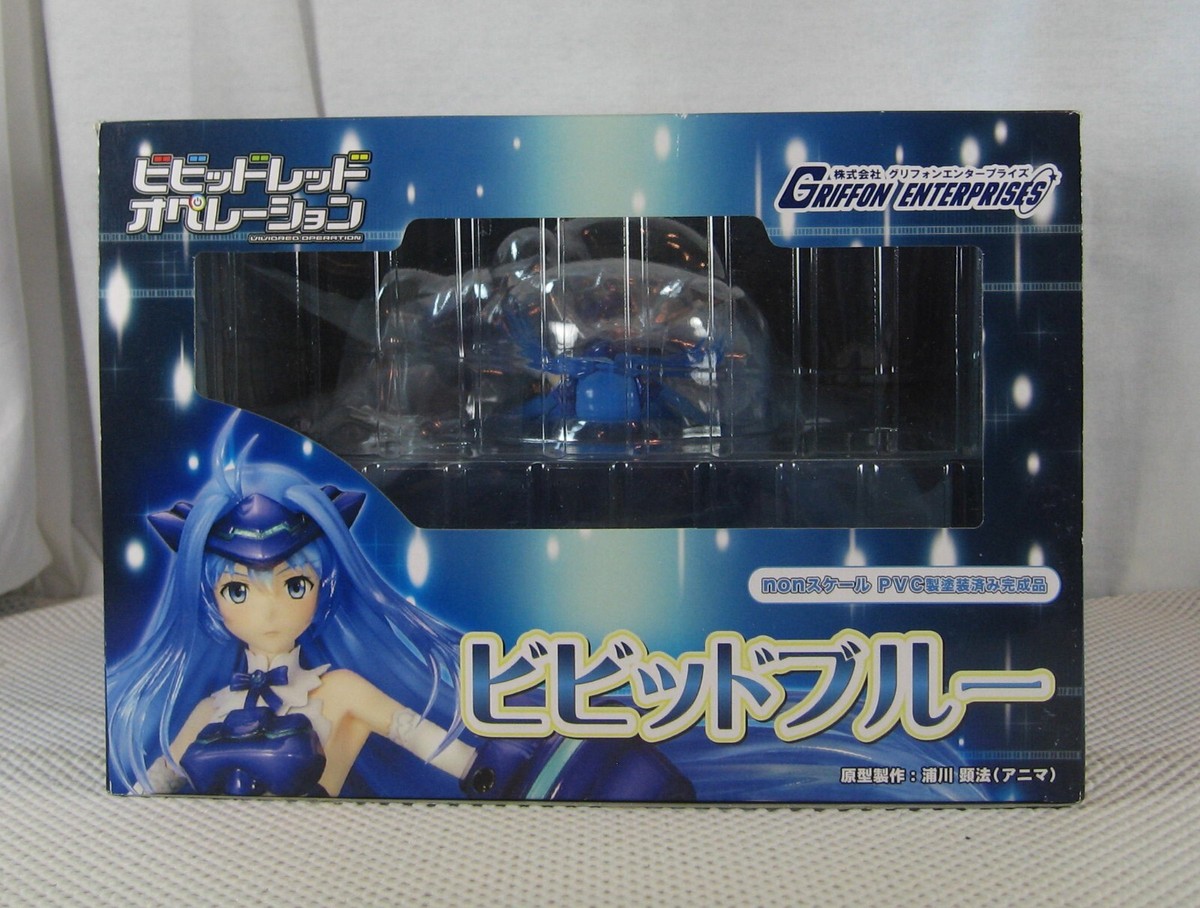 ビビッドレッド
オペレーション
VIVIDRED OPERATION
株式会社 グリフォンエンタープライズ
GRIFFON ENTERPRISES
nonスケール PVC製塗装済み完成品
ビビッドブルー
原型製作：浦川 顕法(アニマ)